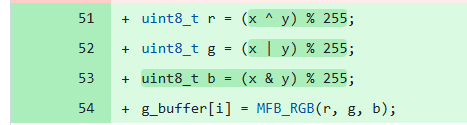 51 + uint8_t r = (x ^ y) % 255;
52 + uint8_t g = (x | y) % 255;
53 + uint8_t b = (x & y) % 255;
54 + g_buffer[i] = MFB_RGB(r, g, b);